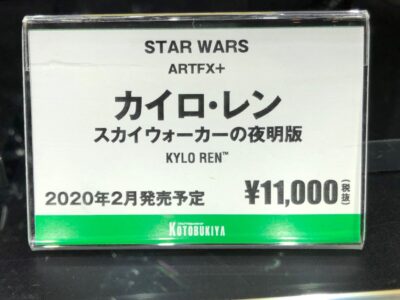 STAR WARS
ARTFX+
カイロ・レン
スカイウォーカーの夜明版
KYLO REN™
2020年2月発売予定 ¥11,000(税抜)
KOTOBUKIYA